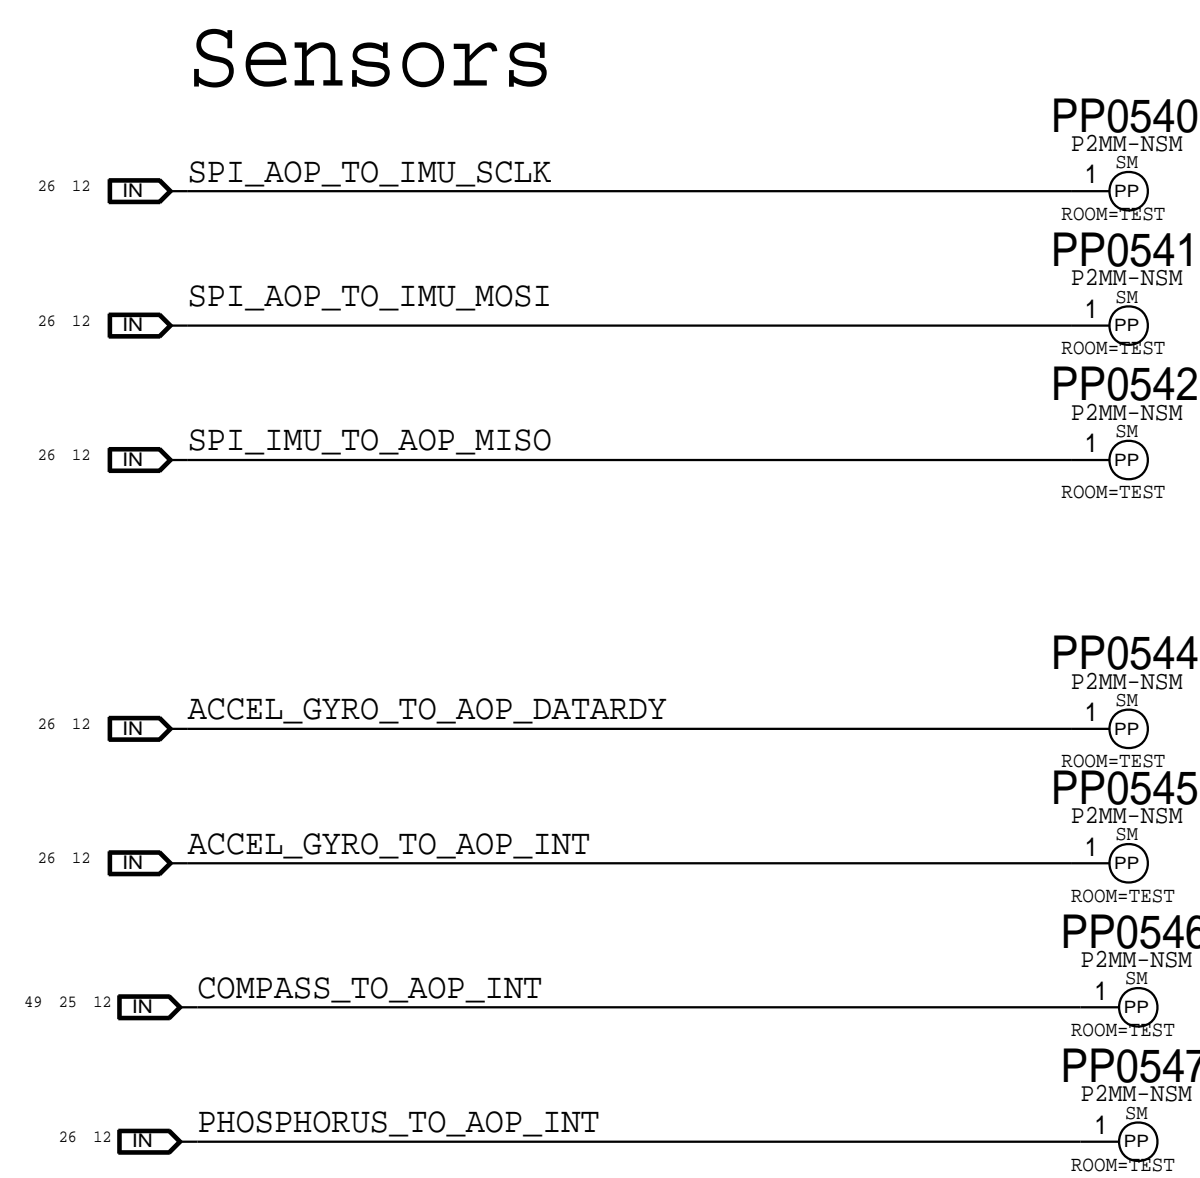 Sensors
PP0540
P2MM-NSM
SM
26 12 IN SPI_AOP_TO_IMU_SCLK 1 PP
ROOM=TEST
PP0541
P2MM-NSM
SM
26 12 IN SPI_AOP_TO_IMU_MOSI 1 PP
ROOM=TEST
PP0542
P2MM-NSM
SM
26 12 IN SPI_IMU_TO_AOP_MISO 1 PP
ROOM=TEST
PP0544
P2MM-NSM
SM
26 12 IN ACCEL_GYRO_TO_AOP_DATARDY 1 PP
ROOM=TEST
PP0545
P2MM-NSM
SM
26 12 IN ACCEL_GYRO_TO_AOP_INT 1 PP
ROOM=TEST
PP0546
P2MM-NSM
SM
49 25 12 IN COMPASS_TO_AOP_INT 1 PP
ROOM=TEST
PP0547
P2MM-NSM
SM
26 12 IN PHOSPHORUS_TO_AOP_INT 1 PP
ROOM=TEST